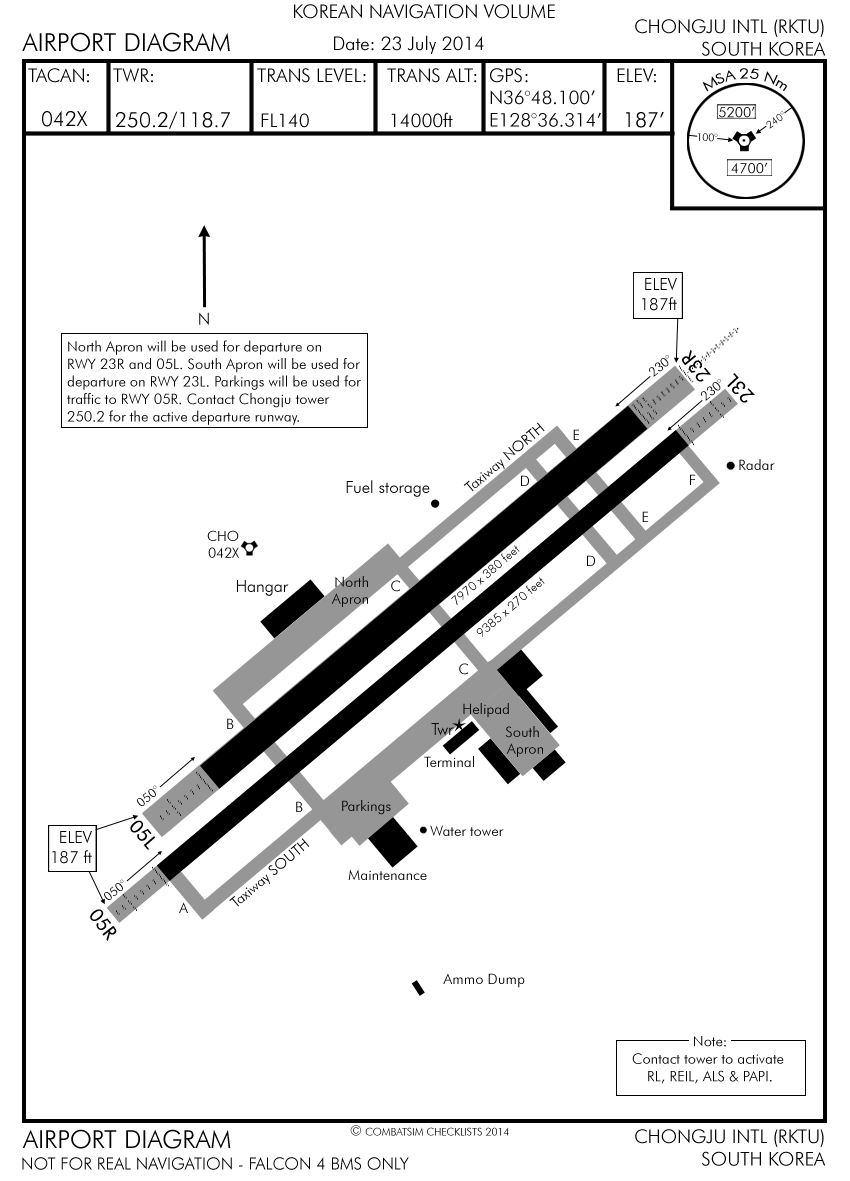 KOREAN NAVIGATION VOLUME
AIRPORT DIAGRAM
Date: 23 July 2014
CHONGJU INTL (RKTU)
SOUTH KOREA
TACAN:
042X
TWR:
250.2/118.7
TRANS LEVEL:
FL140
TRANS ALT:
14000ft
GPS:
N36°48.100′
E128°36.314′
ELEV:
187′
MSA 25 Nm
5200′
100°
240°
4700′
N
ELEV
187ft
North Apron will be used for departure on
RWY 23R and 05L. South Apron will be used for
departure on RWY 23L. Parkings will be used for
traffic to RWY 05R. Contact Chongju tower
250.2 for the active departure runway.
230°
23R
230°
23L
Taxiway NORTH
E
D
Radar
F
Fuel storage
E
CHO
042X
D
Hangar
North
Apron
C
7970 x 380 feet
9385 x 270 feet
C
B
Helipad
Twr
South
Apron
Terminal
050°
05L
B
Parkings
ELEV
187 ft
Water tower
050°
05R
A
Taxiway SOUTH
Maintenance
Ammo Dump
Note:
Contact tower to activate
RL, REIL, ALS & PAPI.
© COMBATSIM CHECKLISTS 2014
AIRPORT DIAGRAM
NOT FOR REAL NAVIGATION - FALCON 4 BMS ONLY
CHONGJU INTL (RKTU)
SOUTH KOREA